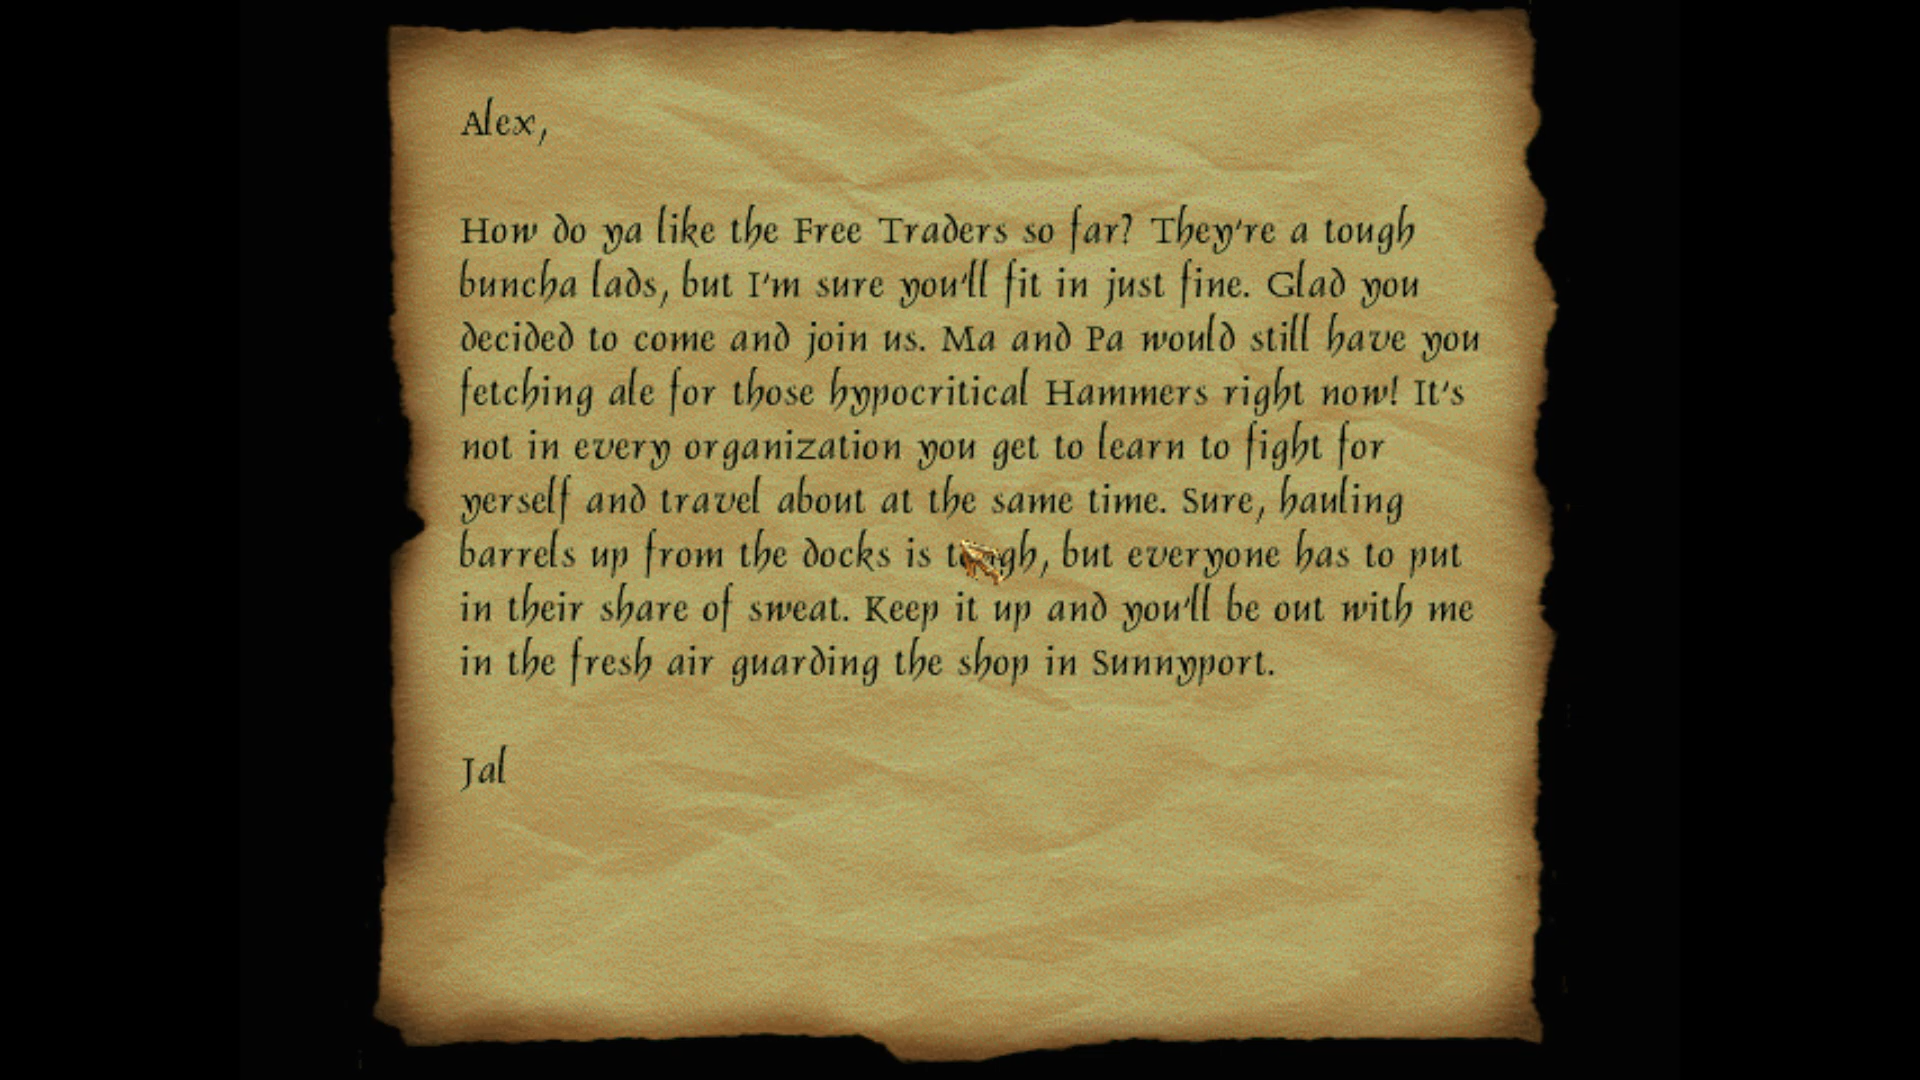 Alex,
How do ya like the Free Traders so far? They're a tough
buncha lads, but I'm sure you'll fit in just fine. Glad you
decided to come and join us. Ma and Pa would still have you
fetching ale for those hypocritical Hammers right now! It's
not in every organization you get to learn to fight for
yerself and travel about at the same time. Sure, hauling
barrels up from the docks is tough, but everyone has to put
in their share of sweat. Keep it up and you'll be out with me
in the fresh air guarding the shop in Sunnyport.
Jal